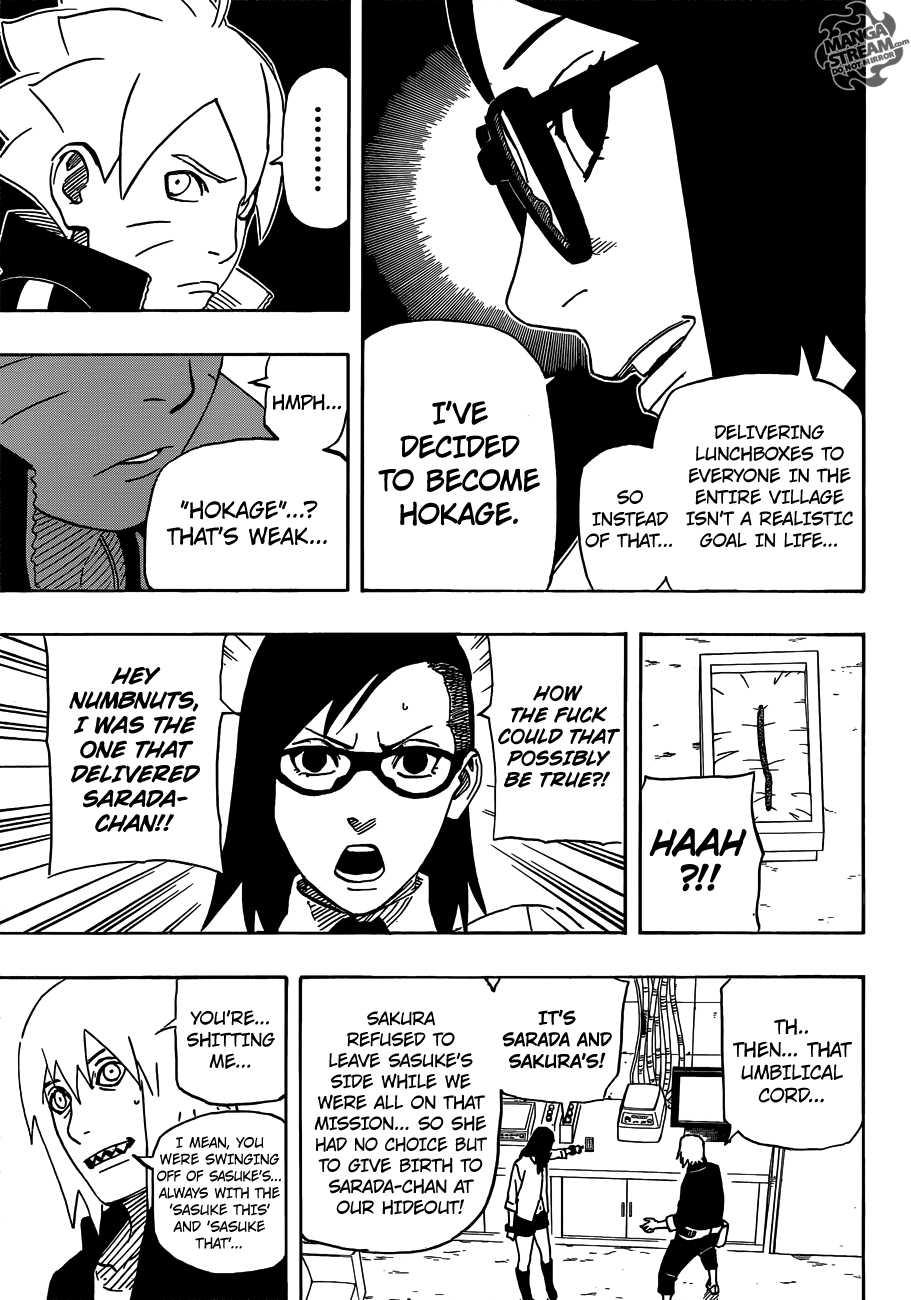 MANGA
STREAM.com
DO NOT MIRROR
DELIVERING
LUNCHBOXES TO
EVERYONE IN THE
ENTIRE VILLAGE
ISN'T A REALISTIC
GOAL IN LIFE...
SO
INSTEAD
OF THAT...
I'VE
DECIDED
TO BECOME
HOKAGE.
.........
HMPH...
"HOKAGE"...?
THAT'S WEAK...
HAAH
?!!
HOW
THE FUCK
COULD THAT
POSSIBLY
BE TRUE?!
HEY
NUMBNUTS,
I WAS THE
ONE THAT
DELIVERED
SARADA-
CHAN!!
TH..
THEN... THAT
UMBILICAL
CORD...
IT'S
SARADA AND
SAKURA'S!
SAKURA
REFUSED TO
LEAVE SASUKE'S
SIDE WHILE WE
WERE ALL ON THAT
MISSION... SO SHE
HAD NO CHOICE BUT
TO GIVE BIRTH TO
SARADA-CHAN AT
OUR HIDEOUT!
YOU'RE...
SHITTING
ME...
I MEAN, YOU
WERE SWINGING
OFF OF SASUKE'S...
ALWAYS WITH THE
'SASUKE THIS'
AND 'SASUKE
THAT'...